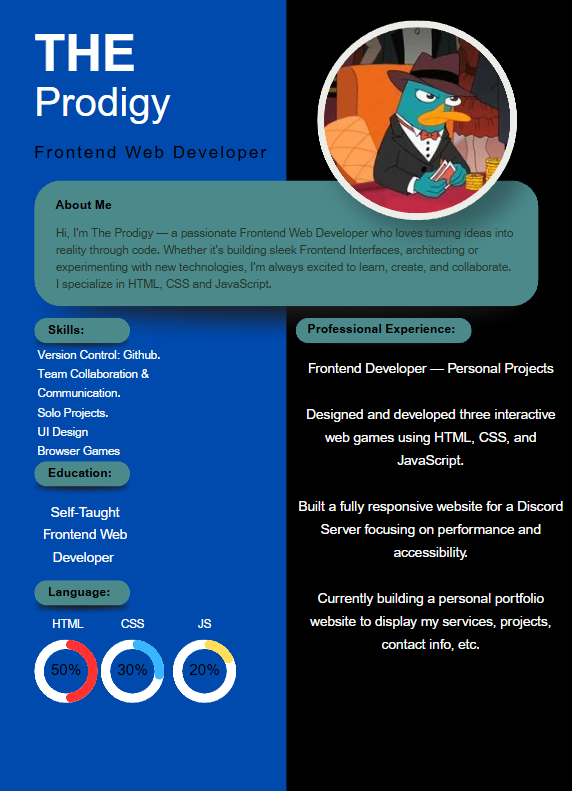 THE
Prodigy
Frontend Web Developer
About Me
Hi, I'm The Prodigy — a passionate Frontend Web Developer who loves turning ideas into
reality through code. Whether it's building sleek Frontend Interfaces, architecting or
experimenting with new technologies, I'm always excited to learn, create, and collaborate.
I specialize in HTML, CSS and JavaScript.
Skills:
Version Control: Github.
Team Collaboration &
Communication.
Solo Projects.
UI Design
Browser Games
Education:
Self-Taught
Frontend Web
Developer
Language:
HTML CSS JS
50% 30% 20%
Professional Experience:
Frontend Developer — Personal Projects
Designed and developed three interactive
web games using HTML, CSS, and
JavaScript.
Built a fully responsive website for a Discord
Server focusing on performance and
accessibility.
Currently building a personal portfolio
website to display my services, projects,
contact info, etc.